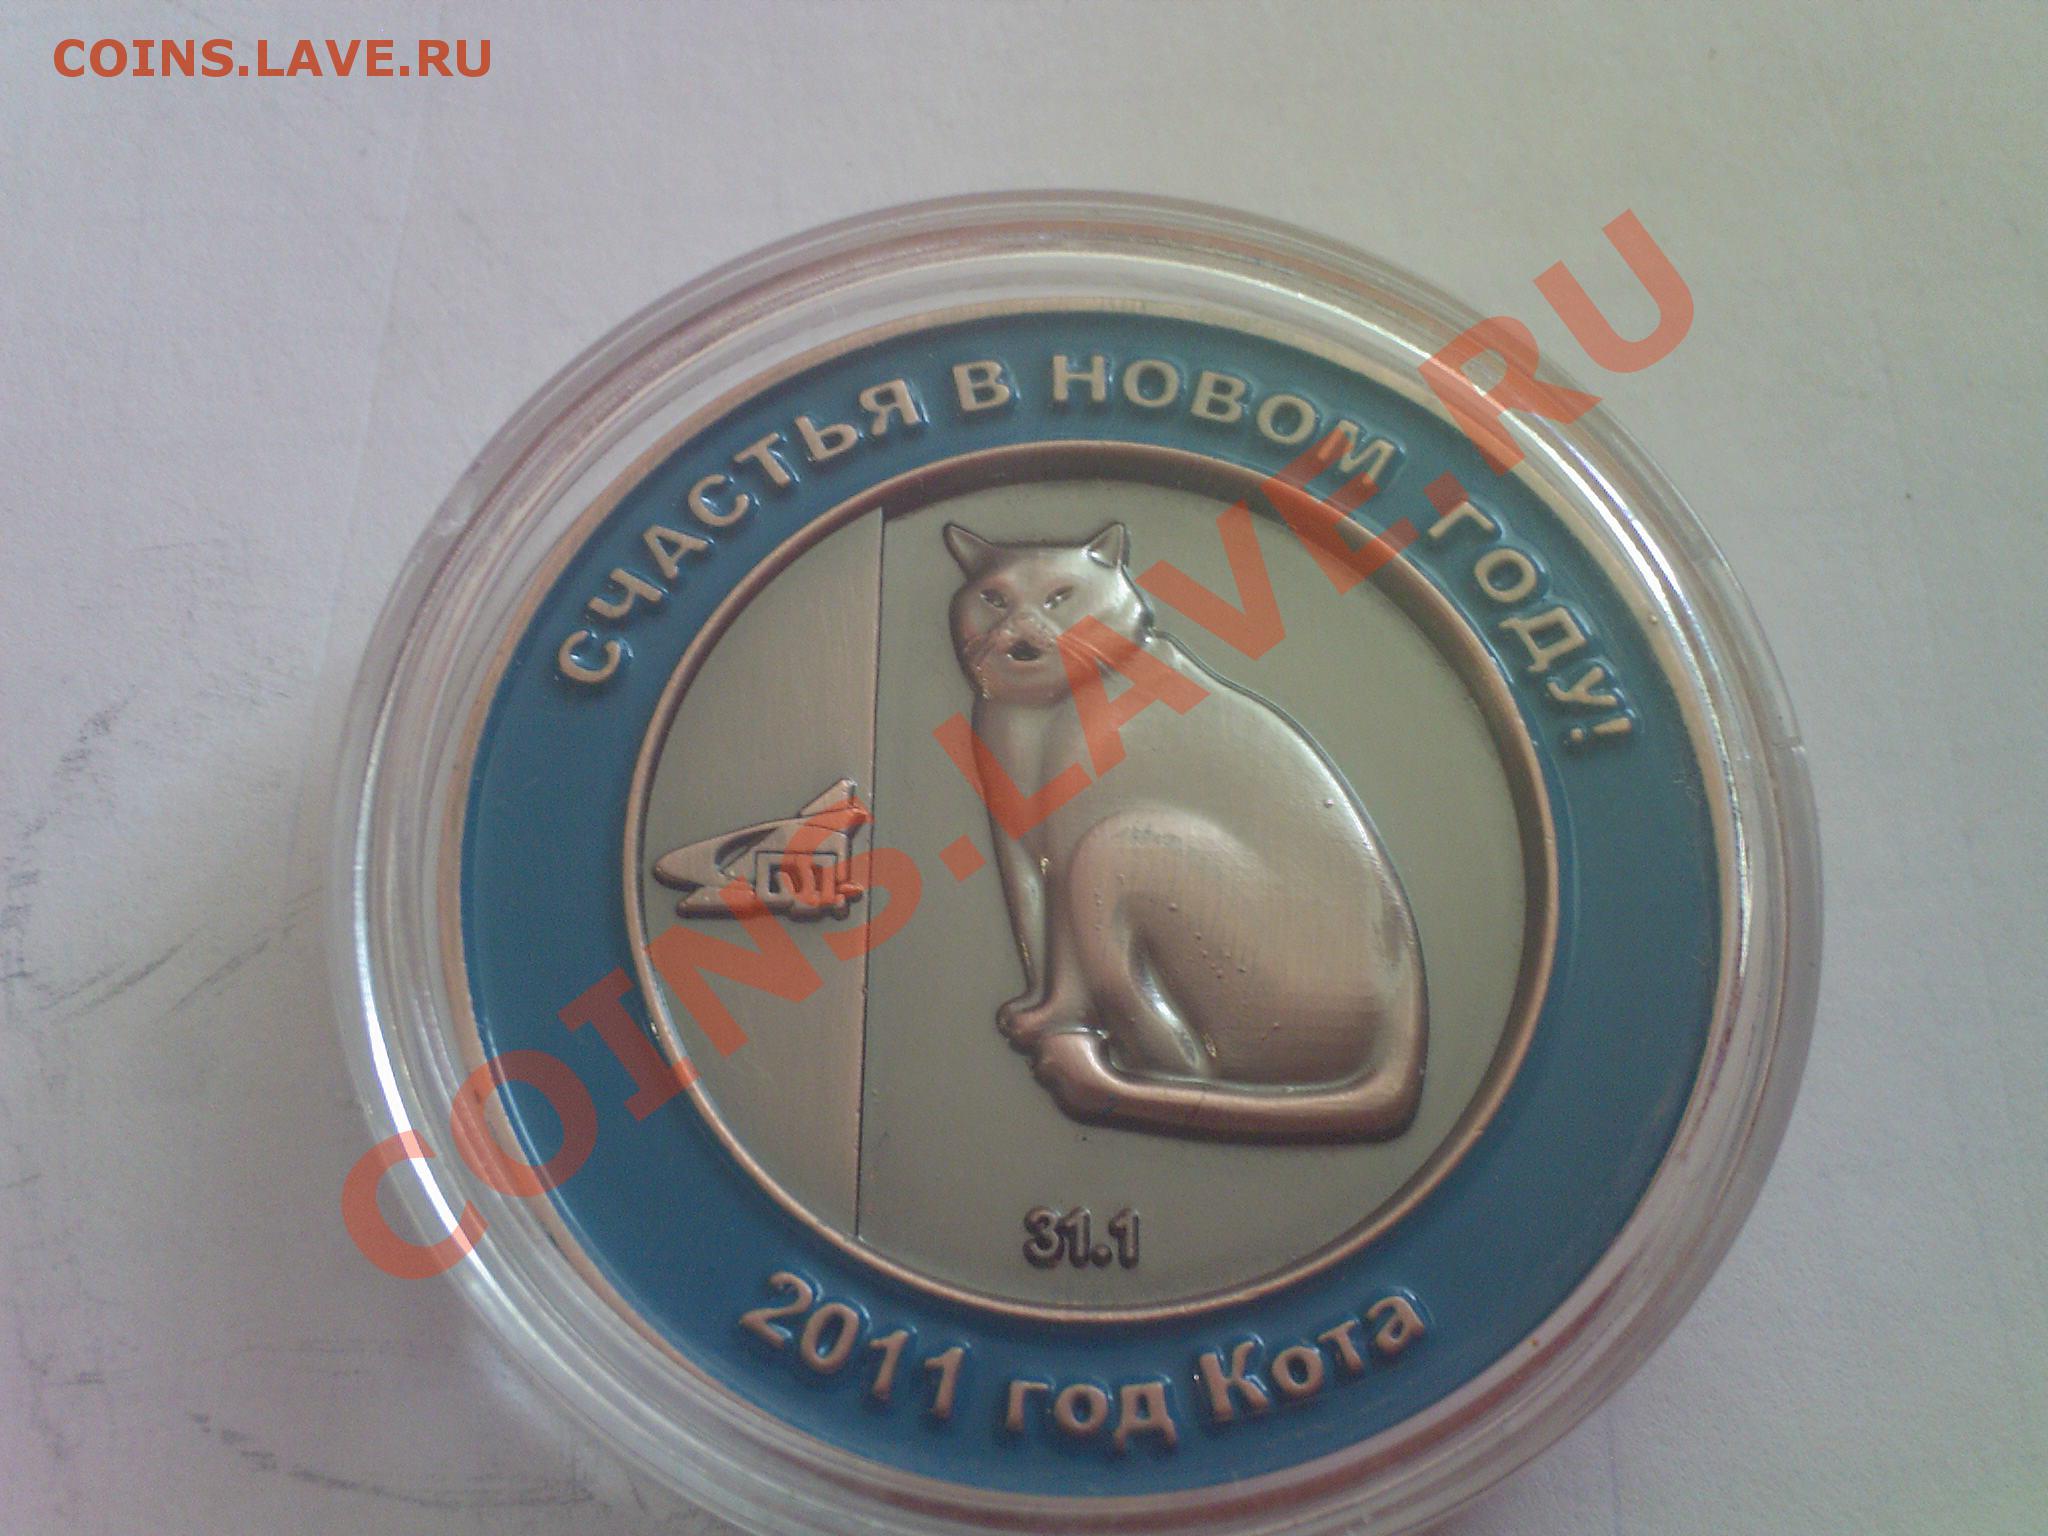 COINS.LAVE.RU
СЧАСТЬЯ В НОВОМ ГОДУ!
31.1
2011 год Кота
COINS.LAVE.RU